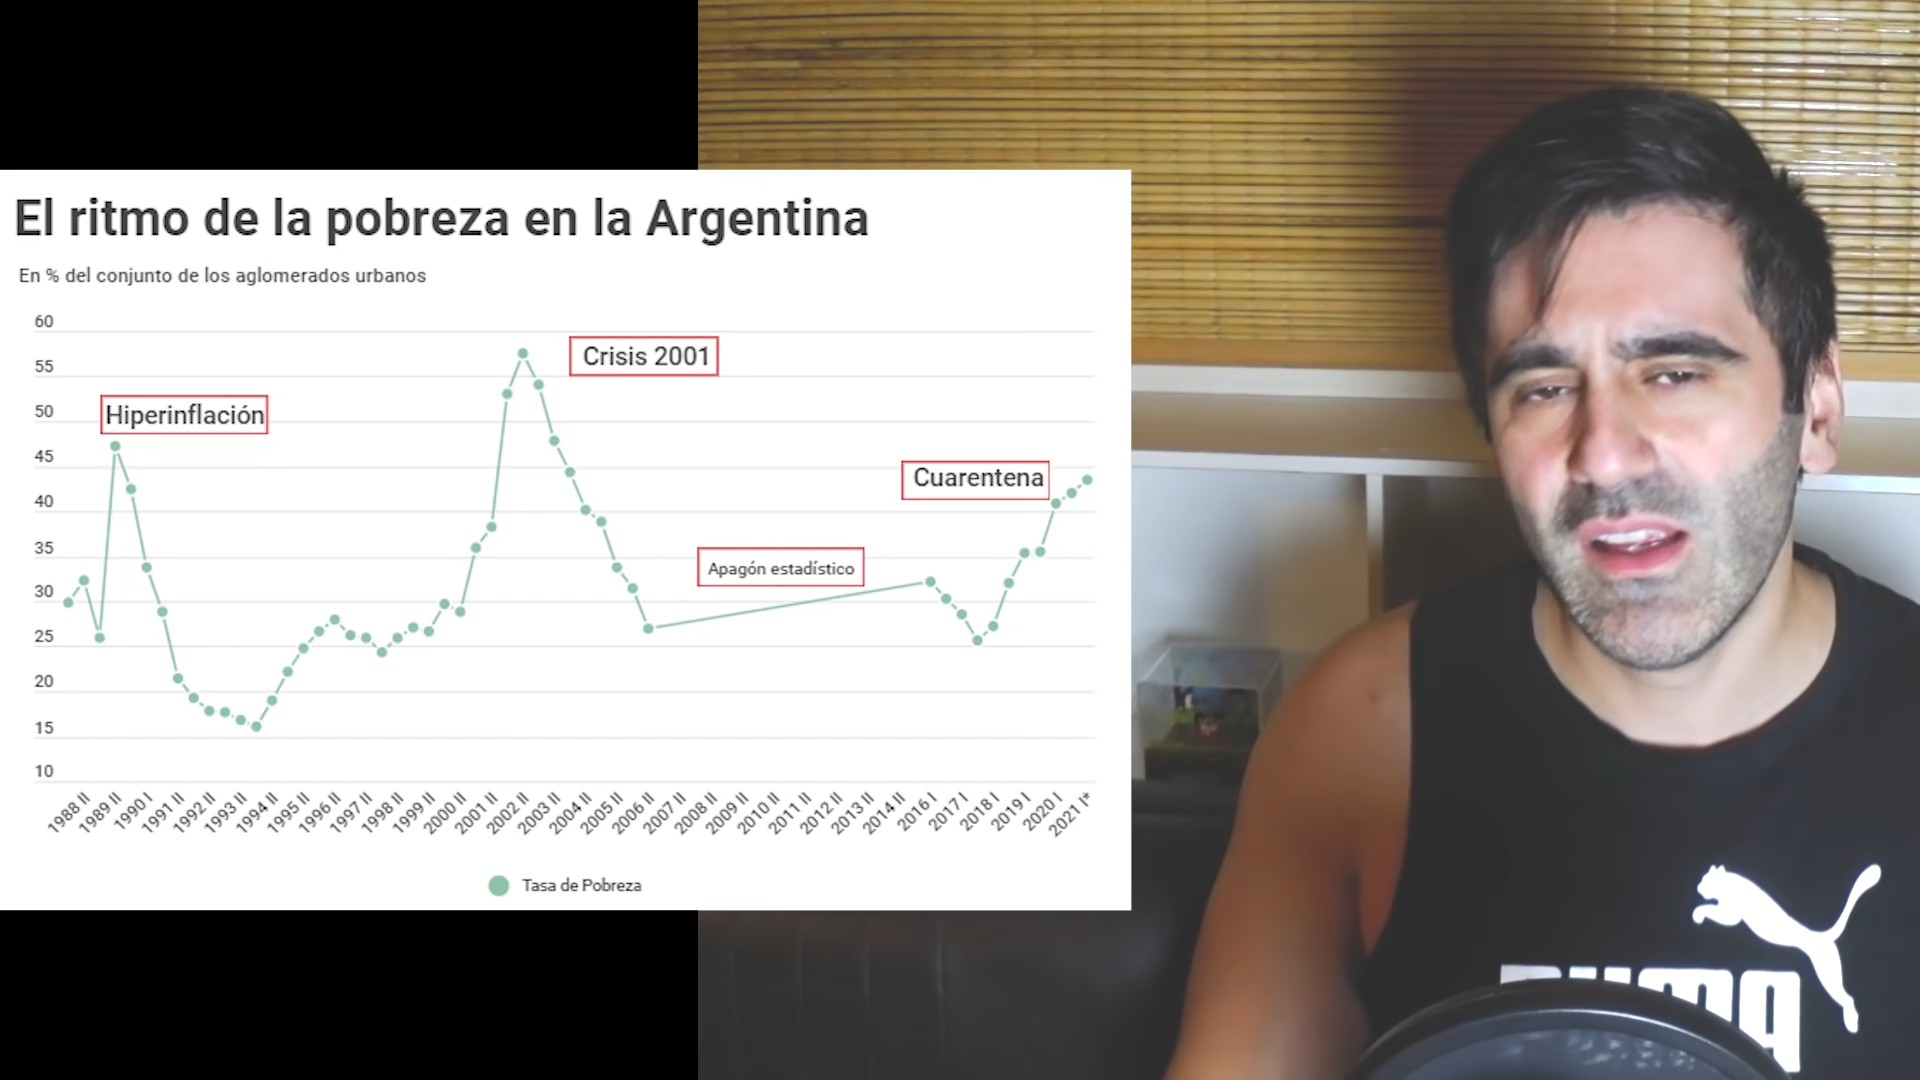 El ritmo de la pobreza en la Argentina
En % del conjunto de los aglomerados urbanos
60
55
50
45
40
35
30
25
20
15
10
Hiperinflación
Crisis 2001
Cuarentena
Apagón estadístico
1988 II
1989 II
1990 I
1991 II
1992 II
1993 II
1994 II
1995 II
1996 II
1997 II
1998 II
1999 II
2000 II
2001 II
2002 II
2003 II
2004 II
2005 II
2006 II
2007 II
2008 II
2009 II
2010 II
2011 II
2012 II
2013 II
2014 II
2016 I
2017 I
2018 I
2019 I
2020 I
2021 I*
Tasa de Pobreza
PUMA